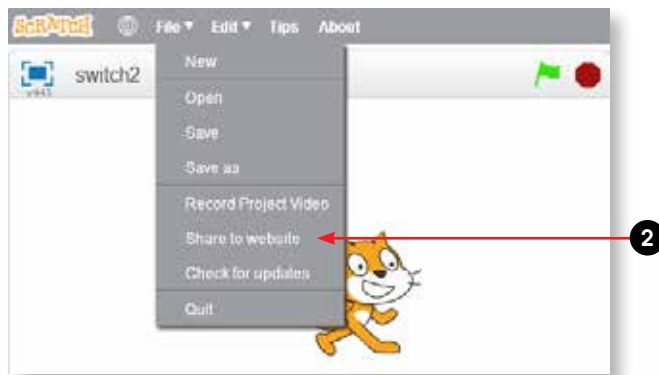 SCRATCH File Edit Tips About
switch2
v443
New
Open
Save
Save as
Record Project Video
Share to website
2
Check for updates
Quit